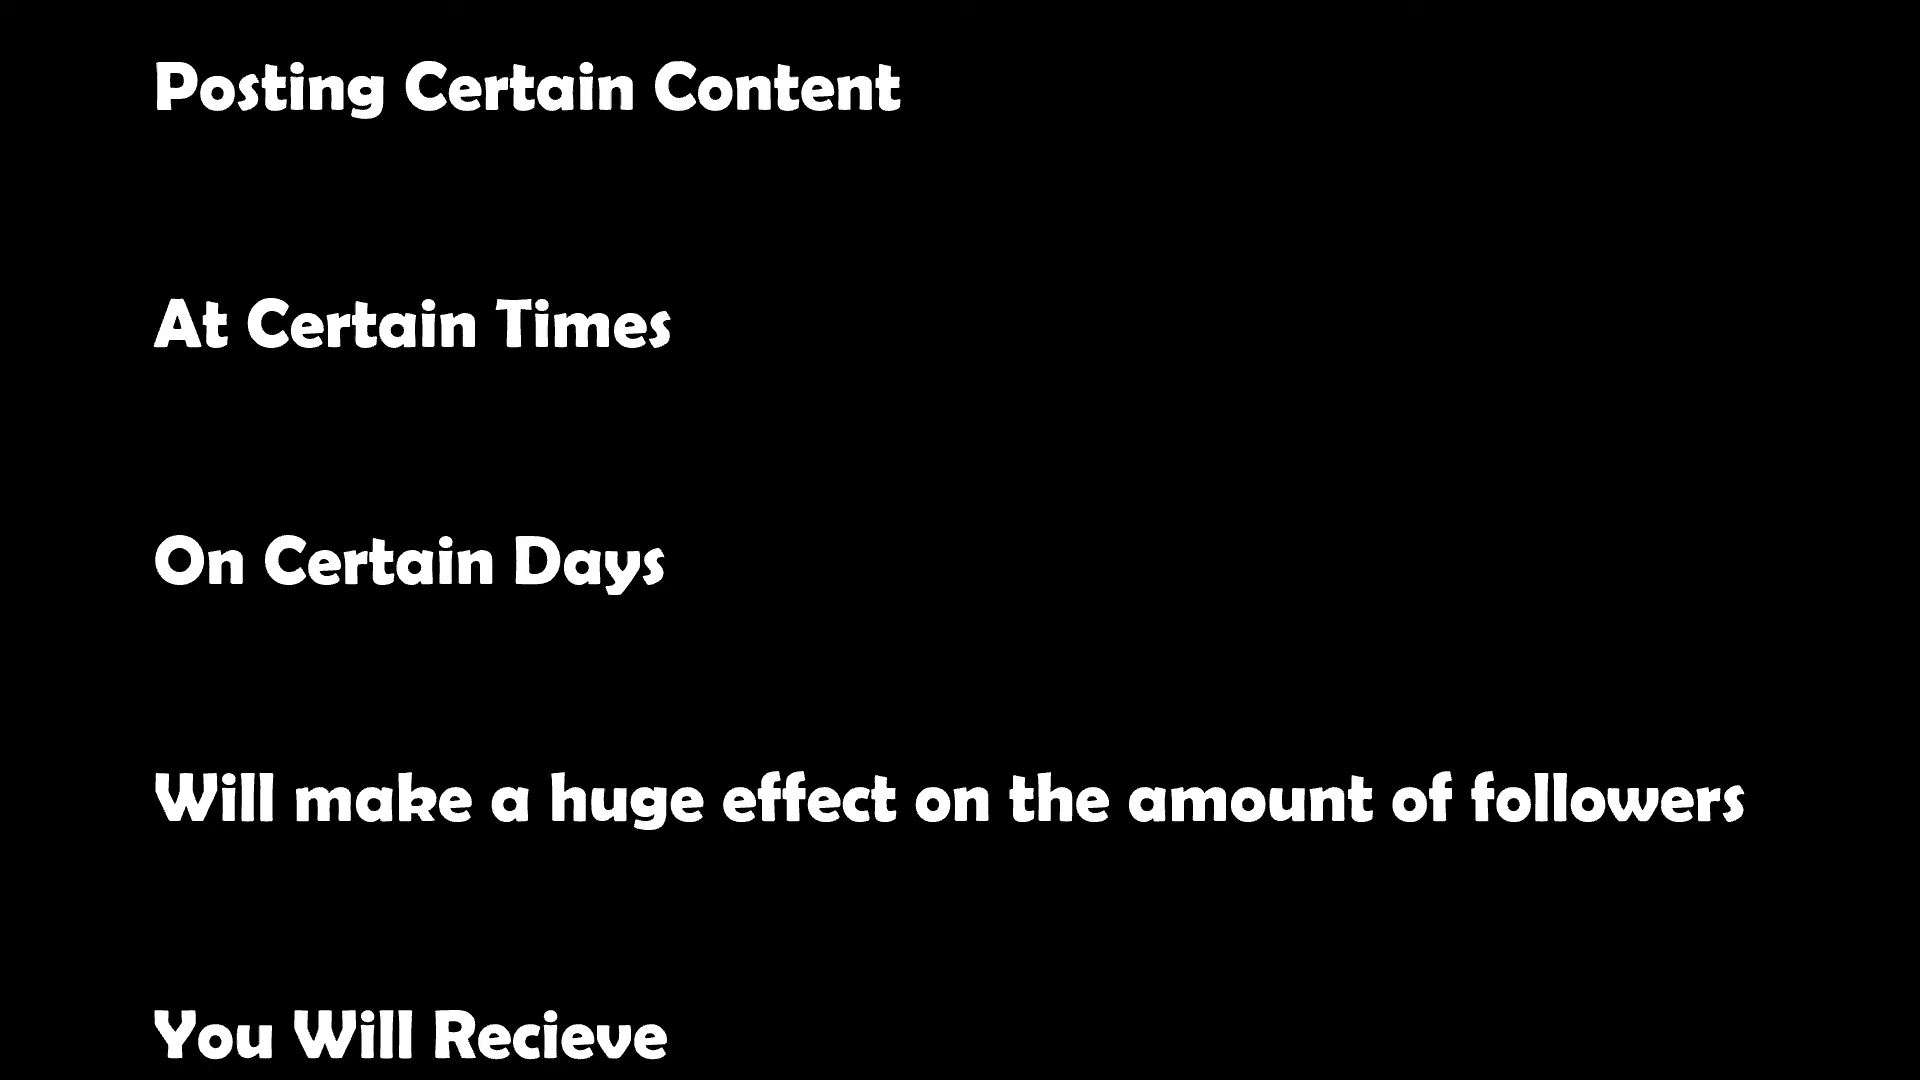 Posting Certain Content
At Certain Times
On Certain Days
Will make a huge effect on the amount of followers
You Will Recieve